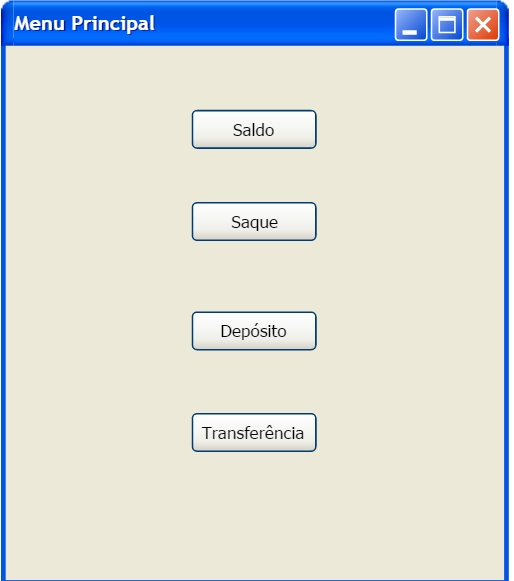 Menu Principal
Saldo
Saque
Depósito
Transferência